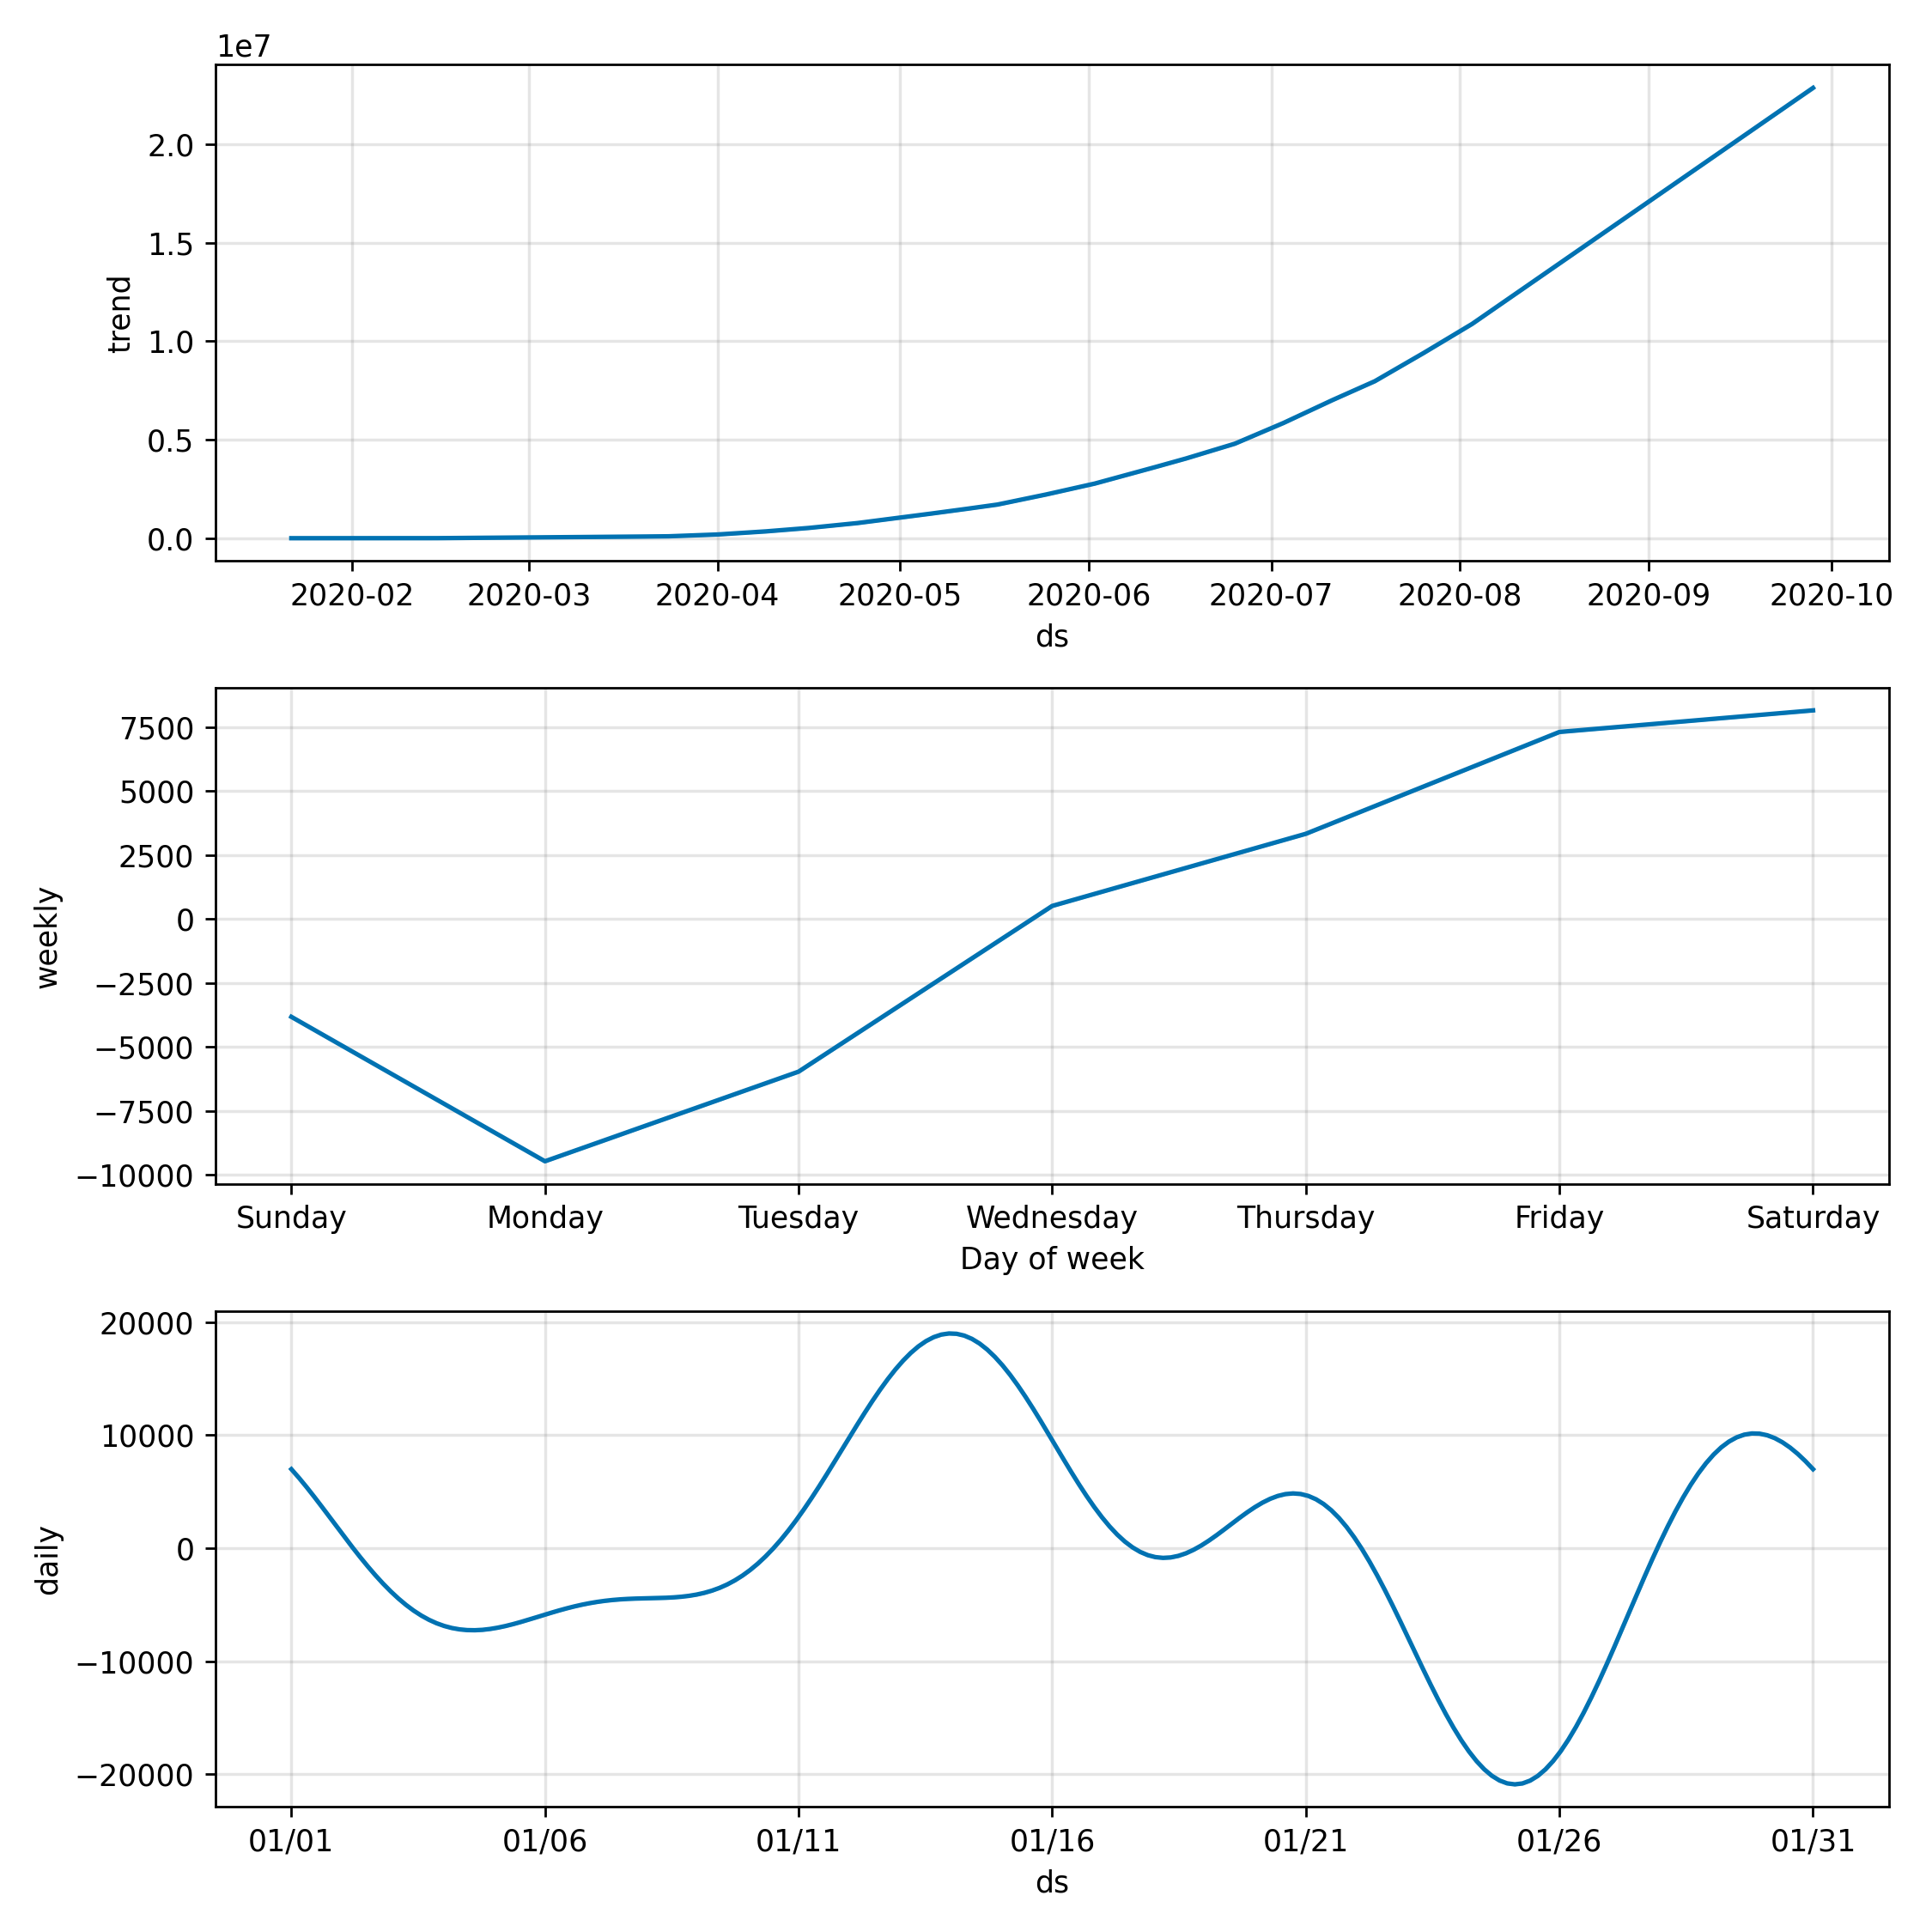 1e7
2.0
1.5
1.0
0.5
0.0
trend
2020-02 2020-03 2020-04 2020-05 2020-06 2020-07 2020-08 2020-09 2020-10
ds
7500
5000
2500
0
−2500
−5000
−7500
−10000
weekly
Sunday Monday Tuesday Wednesday Thursday Friday Saturday
Day of week
20000
10000
0
−10000
−20000
daily
01/01 01/06 01/11 01/16 01/21 01/26 01/31
ds